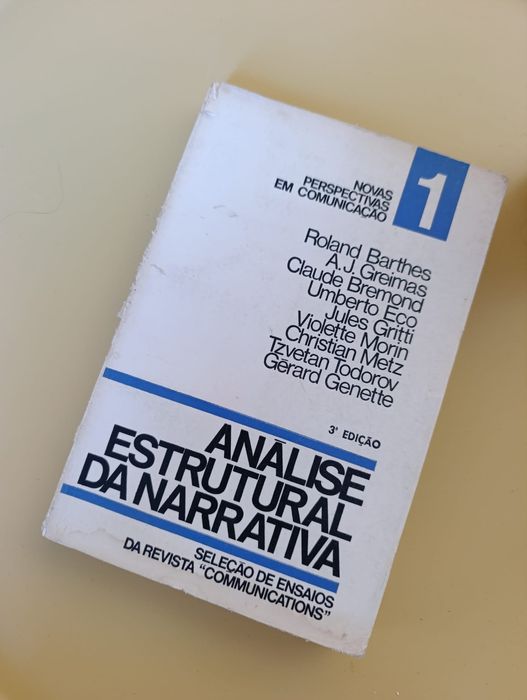 NOVAS
PERSPECTIVAS
EM COMUNICAÇÃO
1
Roland Barthes
A.J. Greimas
Claude Bremond
Umberto Eco
Jules Gritti
Violette Morin
Christian Metz
Tzvetan Todorov
Gérard Genette
3ª EDIÇÃO
ANÁLISE
ESTRUTURAL
DA NARRATIVA
SELEÇÃO DE ENSAIOS
DA REVISTA "COMMUNICATIONS"